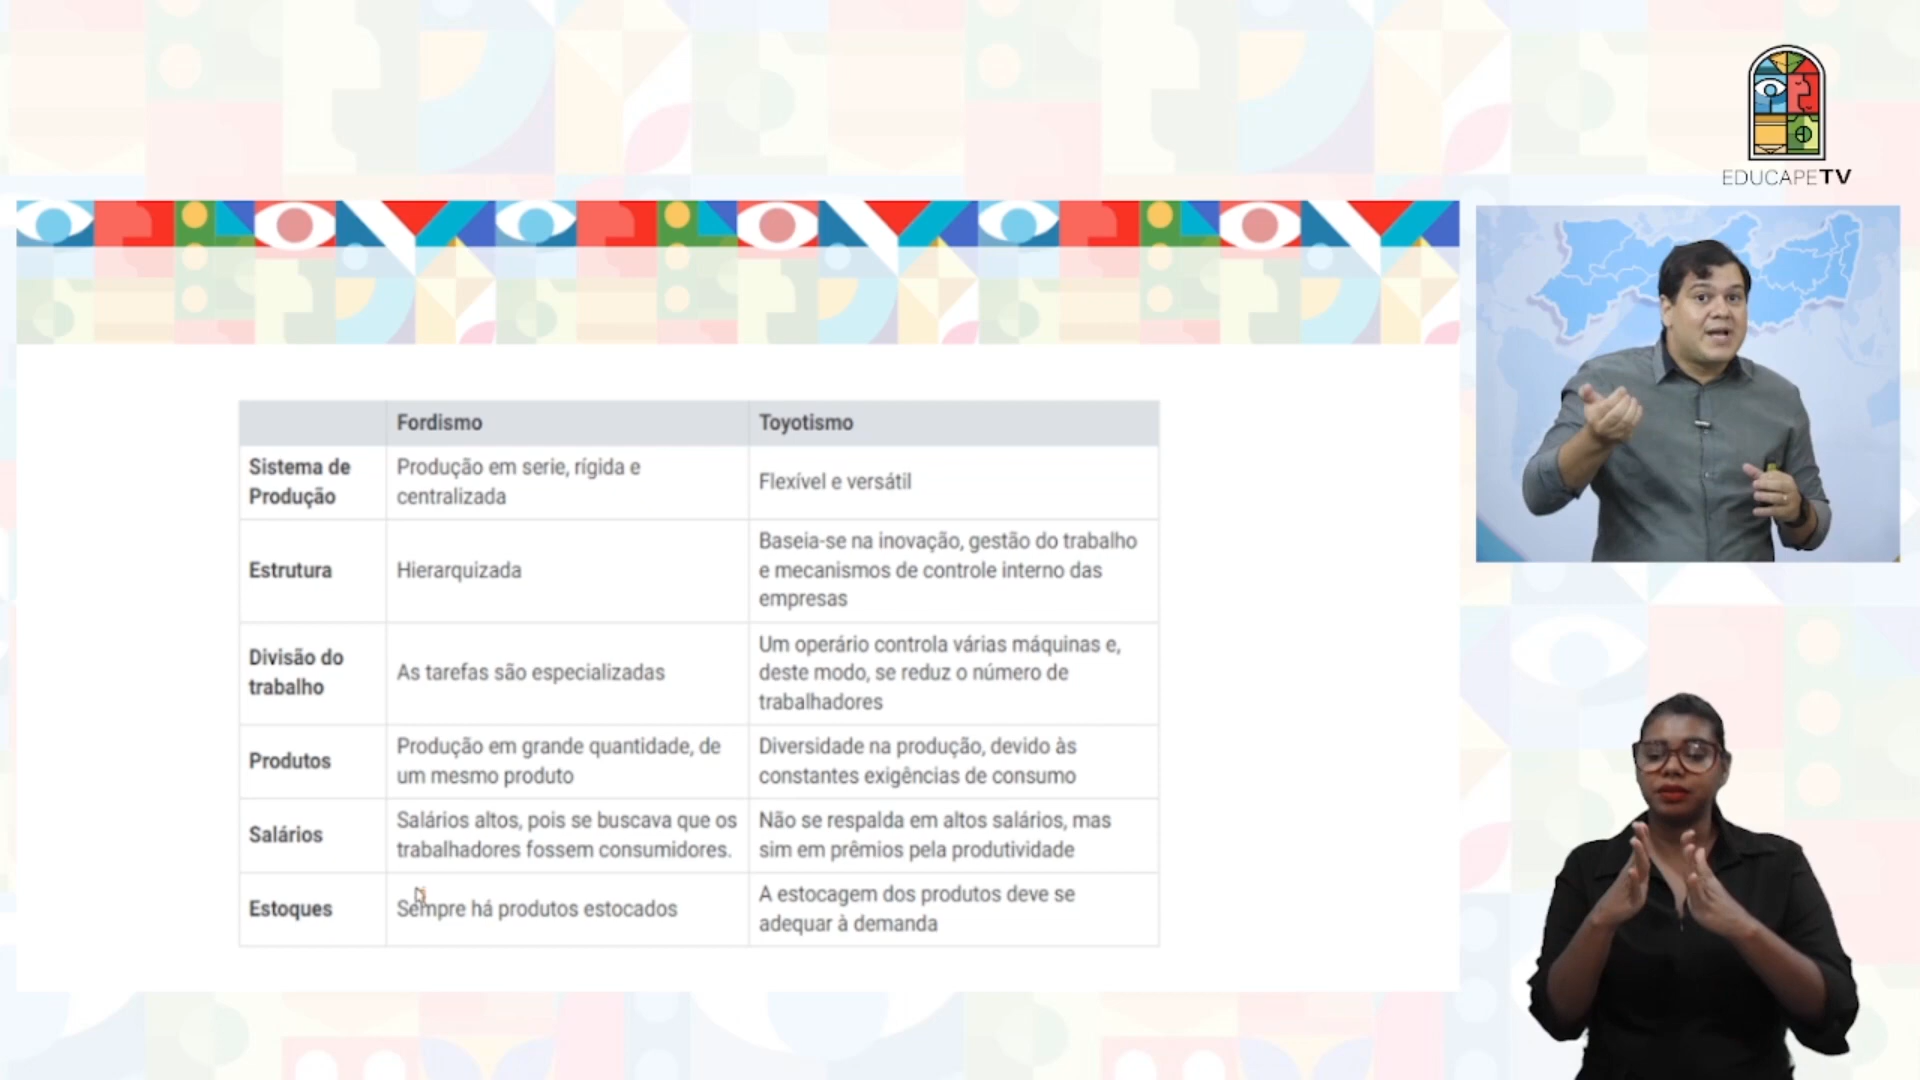 EDUCAPETV
Fordismo
Toyotismo
Sistema de
Produção
Produção em serie, rígida e
centralizada
Flexível e versátil
Estrutura
Hierarquizada
Baseia-se na inovação, gestão do trabalho
e mecanismos de controle interno das
empresas
Divisão do
trabalho
As tarefas são especializadas
Um operário controla várias máquinas e,
deste modo, se reduz o número de
trabalhadores
Produtos
Produção em grande quantidade, de
um mesmo produto
Diversidade na produção, devido às
constantes exigências de consumo
Salários
Salários altos, pois se buscava que os
trabalhadores fossem consumidores.
Não se respalda em altos salários, mas
sim em prêmios pela produtividade
Estoques
Sempre há produtos estocados
A estocagem dos produtos deve se
adequar à demanda